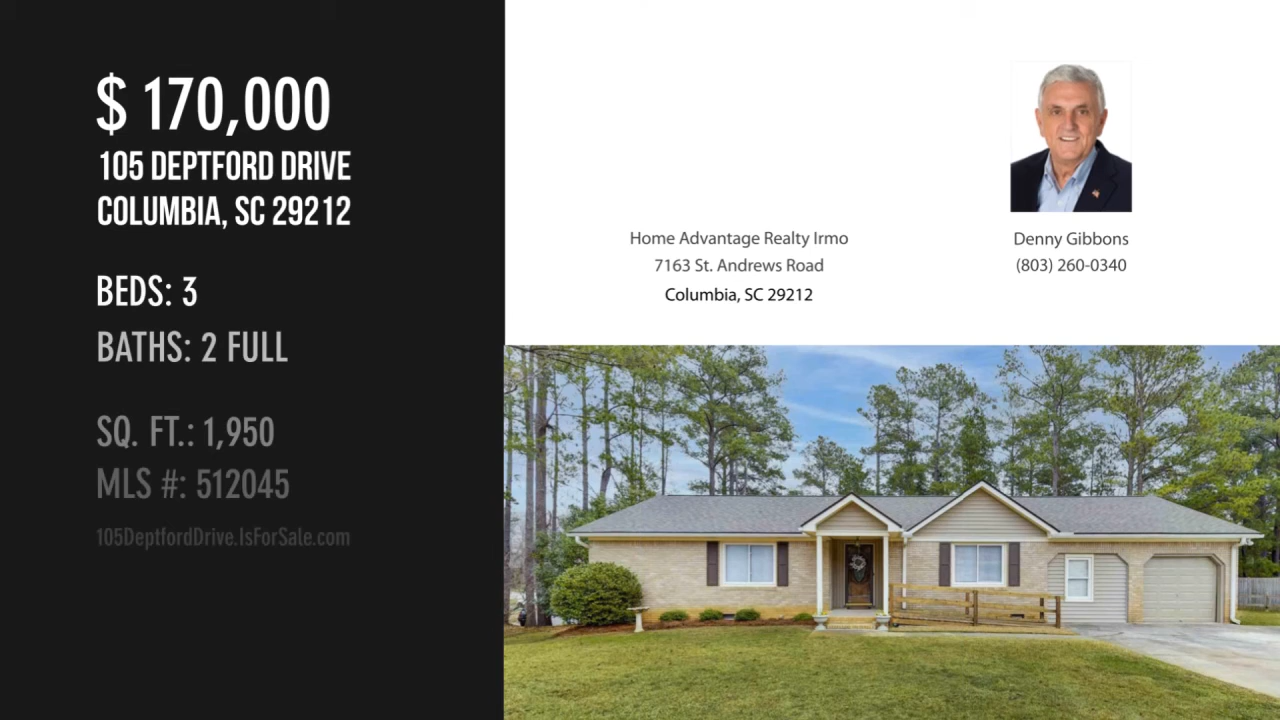 $ 170,000
105 DEPTFORD DRIVE
COLUMBIA, SC 29212
BEDS: 3
BATHS: 2 FULL
SQ. FT.: 1,950
MLS #: 512045
105DeptfordDrive.IsForSale.com
Home Advantage Realty Irmo
7163 St. Andrews Road
Columbia, SC 29212
Denny Gibbons
(803) 260-0340